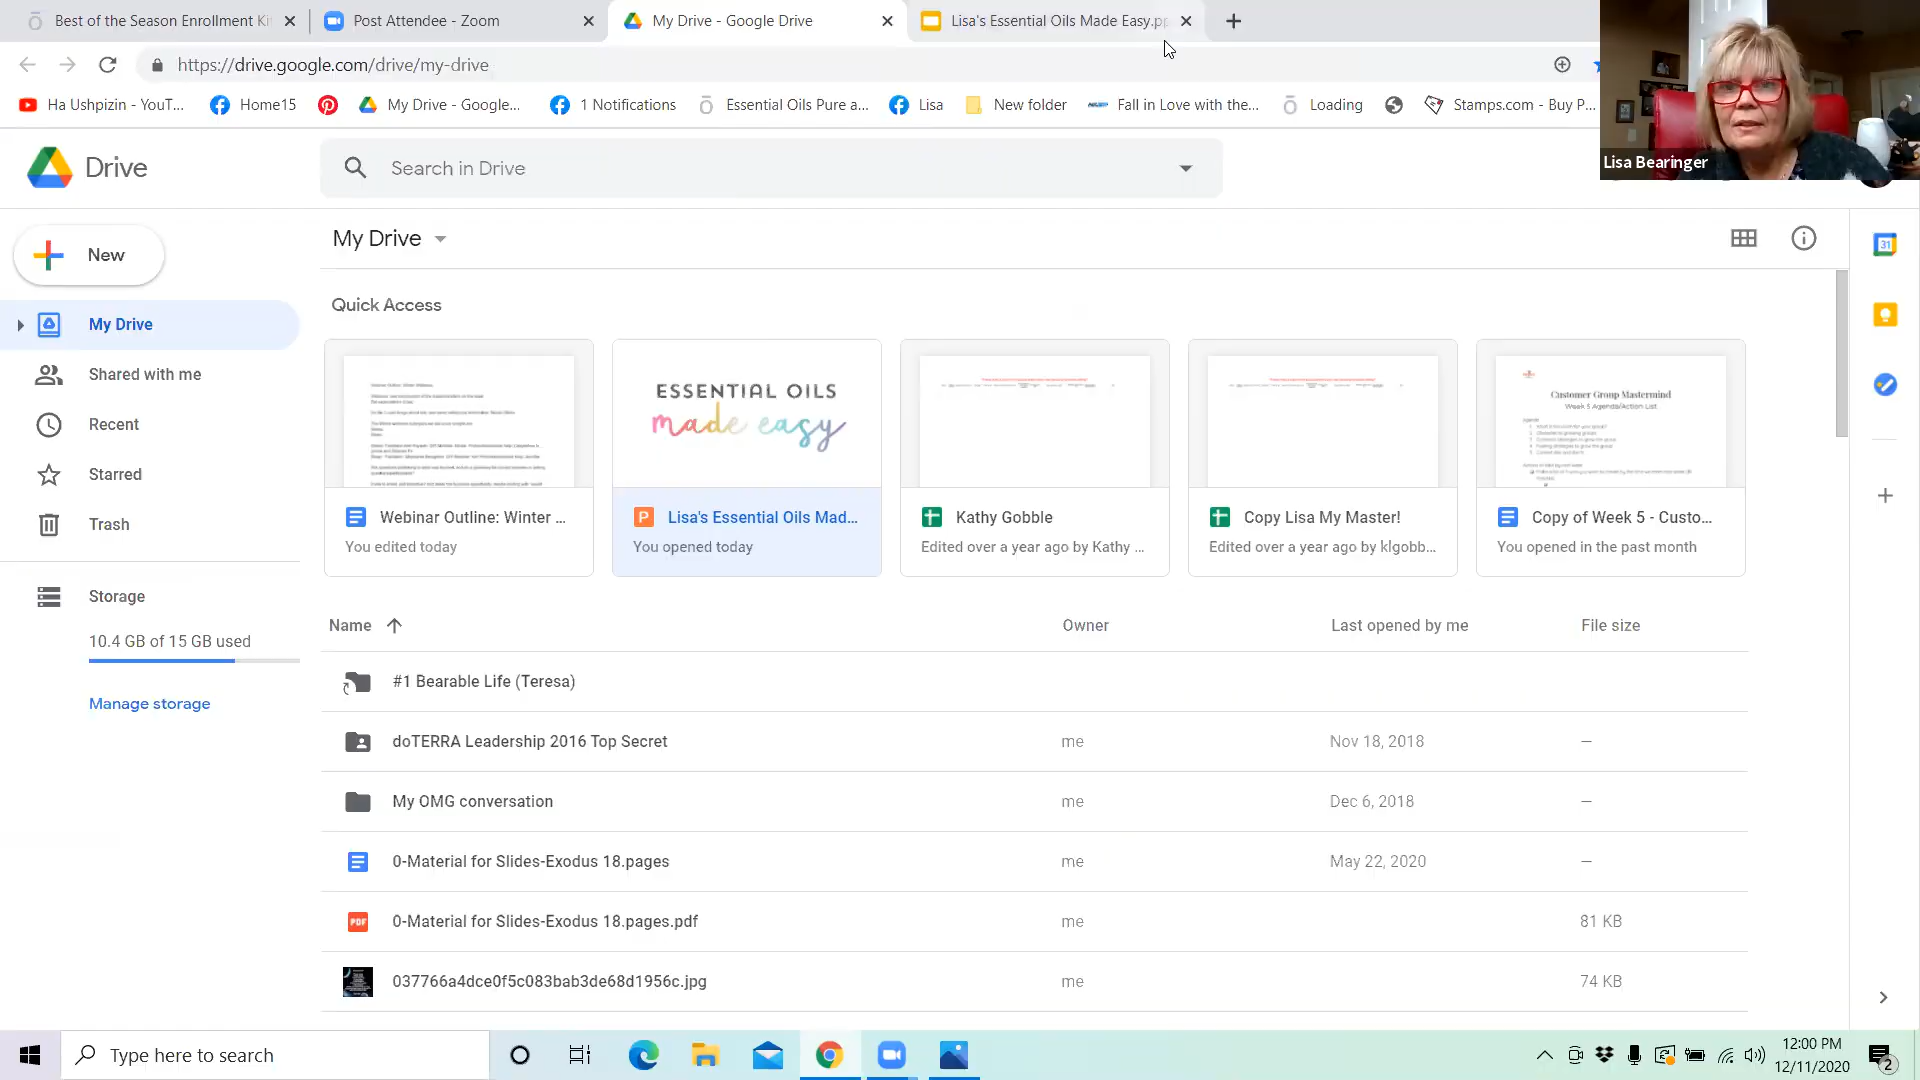 Best of the Season Enrollment Ki
Post Attendee - Zoom
My Drive - Google Drive
Lisa's Essential Oils Made Easy.pp
https://drive.google.com/drive/my-drive
Ha Ushpizin - YouT...
Home15
My Drive - Google...
1 Notifications
Essential Oils Pure a...
Lisa
New folder
Fall in Love with the...
Loading
Stamps.com - Buy P...
Lisa Bearinger
Drive
Search in Drive
New
My Drive
Quick Access
My Drive
Shared with me
Recent
Starred
Trash
Storage
10.4 GB of 15 GB used
Manage storage
ESSENTIAL OILS
made easy
Customer Group Mastermind
Week 5 Agenda/Action List
Webinar Outline: Winter ...
You edited today
P
Lisa's Essential Oils Mad...
You opened today
Kathy Gobble
Edited over a year ago by Kathy ...
Copy Lisa My Master!
Edited over a year ago by klgobb...
Copy of Week 5 - Custo...
You opened in the past month
31
Name
Owner
Last opened by me
File size
#1 Bearable Life (Teresa)
doTERRA Leadership 2016 Top Secret
me
Nov 18, 2018
—
My OMG conversation
me
Dec 6, 2018
—
0-Material for Slides-Exodus 18.pages
me
May 22, 2020
—
PDF
0-Material for Slides-Exodus 18.pages.pdf
me
81 KB
037766a4dce0f5c083bab3de68d1956c.jpg
me
74 KB
Type here to search
12:00 PM
12/11/2020
2